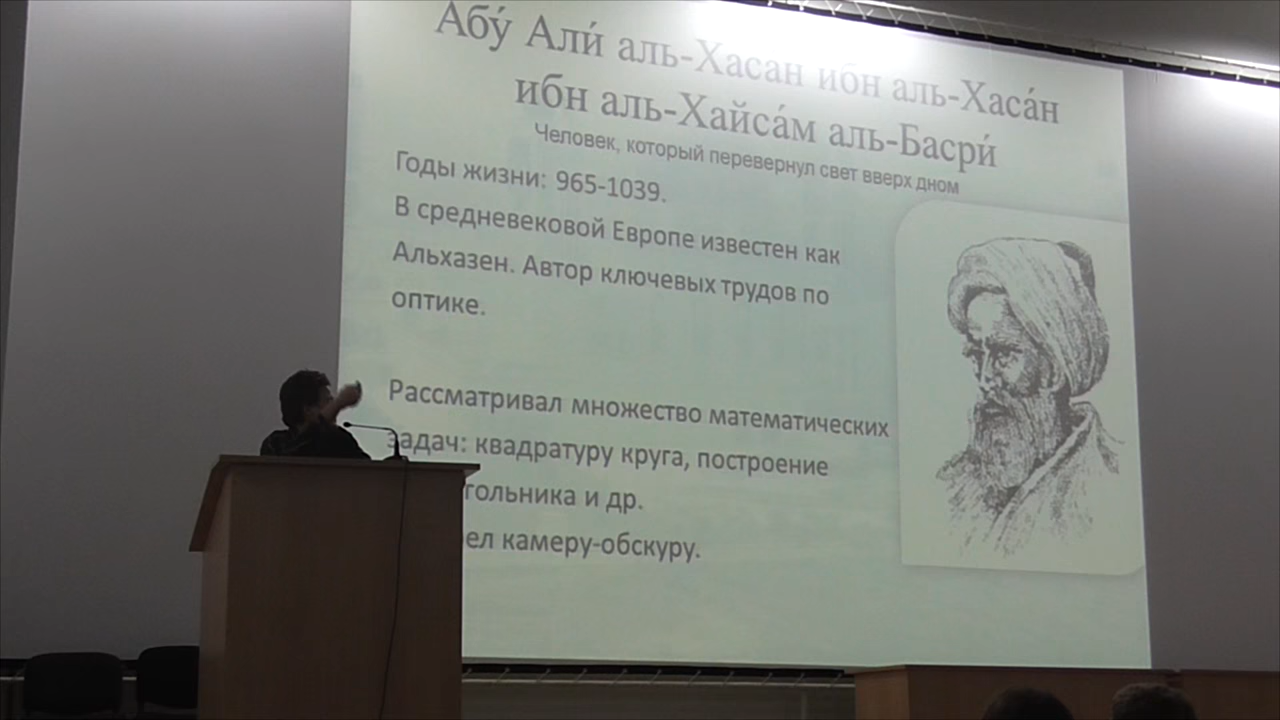 Абу́ Али́ аль-Хасан ибн аль-Хаса́н
ибн аль-Хайса́м аль-Басри́
Человек, который перевернул свет вверх дном
Годы жизни: 965-1039.
В средневековой Европе известен как
Альхазен. Автор ключевых трудов по
оптике.
Рассматривал множество математических
задач: квадратуру круга, построение
и др.
камеру-обскуру.